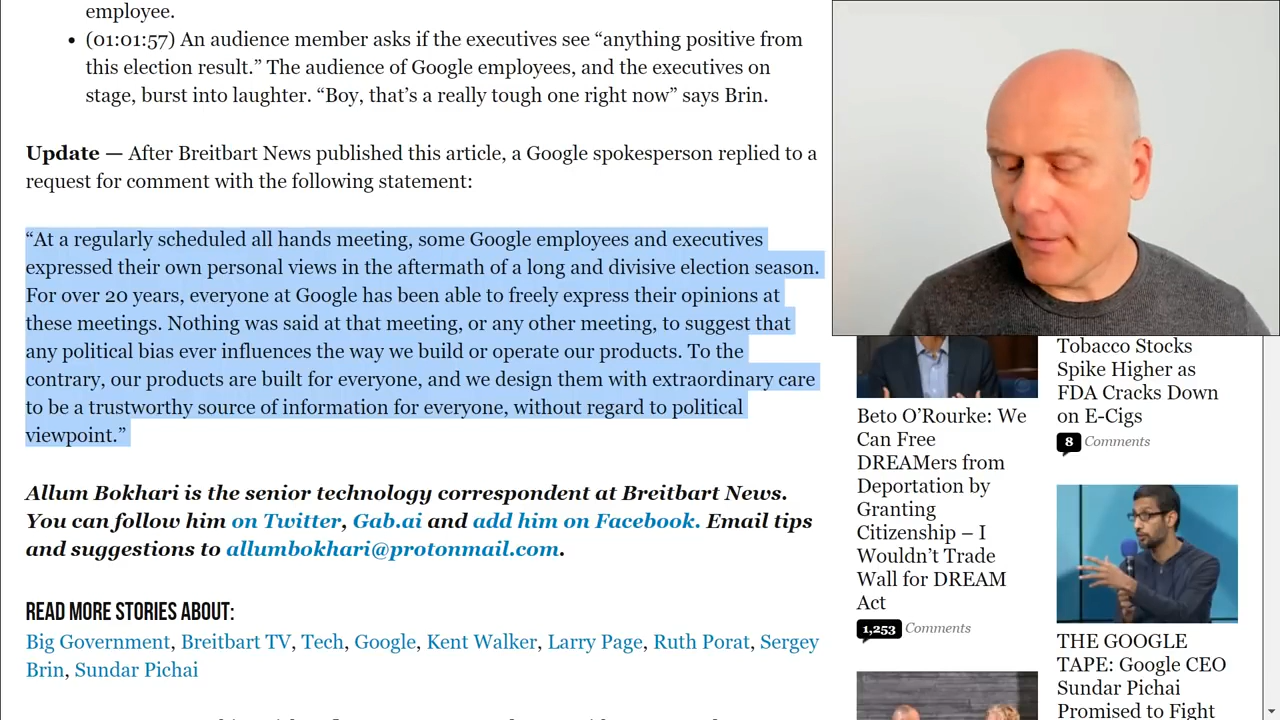 employee.
• (01:01:57) An audience member asks if the executives see “anything positive from
this election result.” The audience of Google employees, and the executives on
stage, burst into laughter. “Boy, that’s a really tough one right now” says Brin.
Update — After Breitbart News published this article, a Google spokesperson replied to a
request for comment with the following statement:
“At a regularly scheduled all hands meeting, some Google employees and executives
expressed their own personal views in the aftermath of a long and divisive election season.
For over 20 years, everyone at Google has been able to freely express their opinions at
these meetings. Nothing was said at that meeting, or any other meeting, to suggest that
any political bias ever influences the way we build or operate our products. To the
contrary, our products are built for everyone, and we design them with extraordinary care
to be a trustworthy source of information for everyone, without regard to political
viewpoint.”
Allum Bokhari is the senior technology correspondent at Breitbart News.
You can follow him on Twitter, Gab.ai and add him on Facebook. Email tips
and suggestions to allumbokhari@protonmail.com.
READ MORE STORIES ABOUT:
Big Government, Breitbart TV, Tech, Google, Kent Walker, Larry Page, Ruth Porat, Sergey
Brin, Sundar Pichai
Beto O’Rourke: We
Can Free
DREAMers from
Deportation by
Granting
Citizenship – I
Wouldn’t Trade
Wall for DREAM
Act
1,253 Comments
Tobacco Stocks
Spike Higher as
FDA Cracks Down
on E-Cigs
8 Comments
THE GOOGLE
TAPE: Google CEO
Sundar Pichai
Promised to Fight